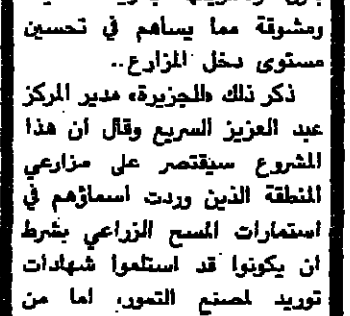 ومشوقة مما يساهم في تحسين
مستوى دخل المزارع..
ذكر ذلك «للجزيرة» مدير المركز
عبد العزيز السريع وقال ان هذا
المشروع سيقتصر على مزارعي
المنطقة الذين وردت اسماؤهم في
استمارات المسح الزراعي بشرط
ان يكونوا قد استلموا شهادات
توريد لمصنع التمور، اما من